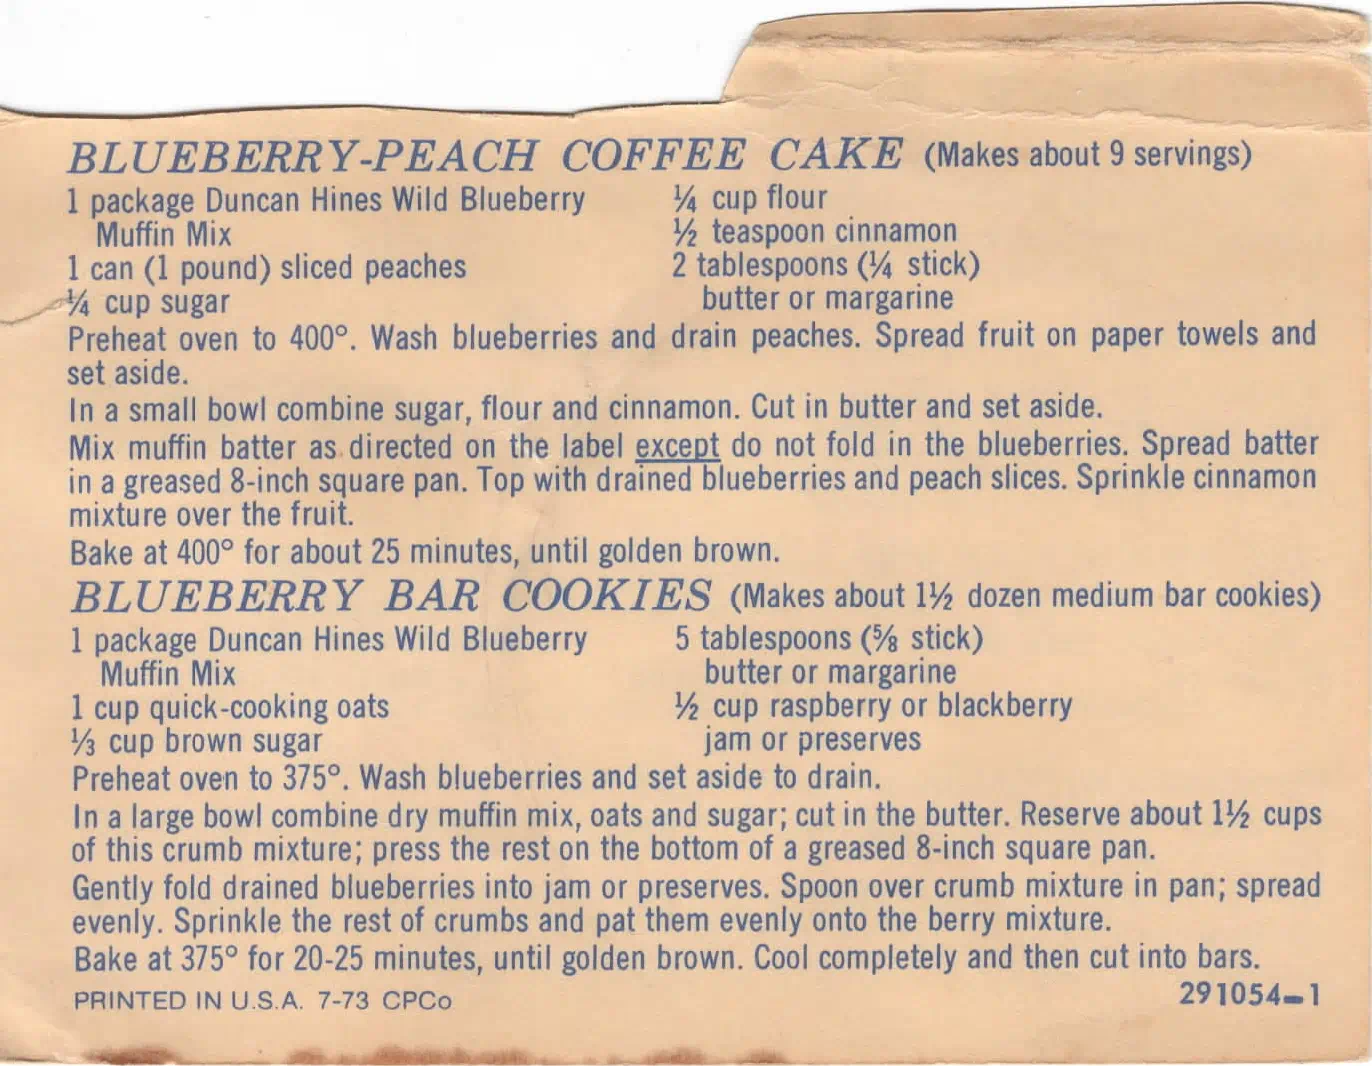 BLUEBERRY-PEACH COFFEE CAKE (Makes about 9 servings)
1 package Duncan Hines Wild Blueberry
Muffin Mix
1 can (1 pound) sliced peaches
¼ cup sugar
¼ cup flour
½ teaspoon cinnamon
2 tablespoons (¼ stick)
butter or margarine
Preheat oven to 400°. Wash blueberries and drain peaches. Spread fruit on paper towels and
set aside.
In a small bowl combine sugar, flour and cinnamon. Cut in butter and set aside.
Mix muffin batter as directed on the label except do not fold in the blueberries. Spread batter
in a greased 8-inch square pan. Top with drained blueberries and peach slices. Sprinkle cinnamon
mixture over the fruit.
Bake at 400° for about 25 minutes, until golden brown.
BLUEBERRY BAR COOKIES (Makes about 1½ dozen medium bar cookies)
1 package Duncan Hines Wild Blueberry
Muffin Mix
1 cup quick-cooking oats
⅓ cup brown sugar
5 tablespoons (⅝ stick)
butter or margarine
½ cup raspberry or blackberry
jam or preserves
Preheat oven to 375°. Wash blueberries and set aside to drain.
In a large bowl combine dry muffin mix, oats and sugar; cut in the butter. Reserve about 1½ cups
of this crumb mixture; press the rest on the bottom of a greased 8-inch square pan.
Gently fold drained blueberries into jam or preserves. Spoon over crumb mixture in pan; spread
evenly. Sprinkle the rest of crumbs and pat them evenly onto the berry mixture.
Bake at 375° for 20-25 minutes, until golden brown. Cool completely and then cut into bars.
PRINTED IN U.S.A. 7-73 CPCo
291054-1